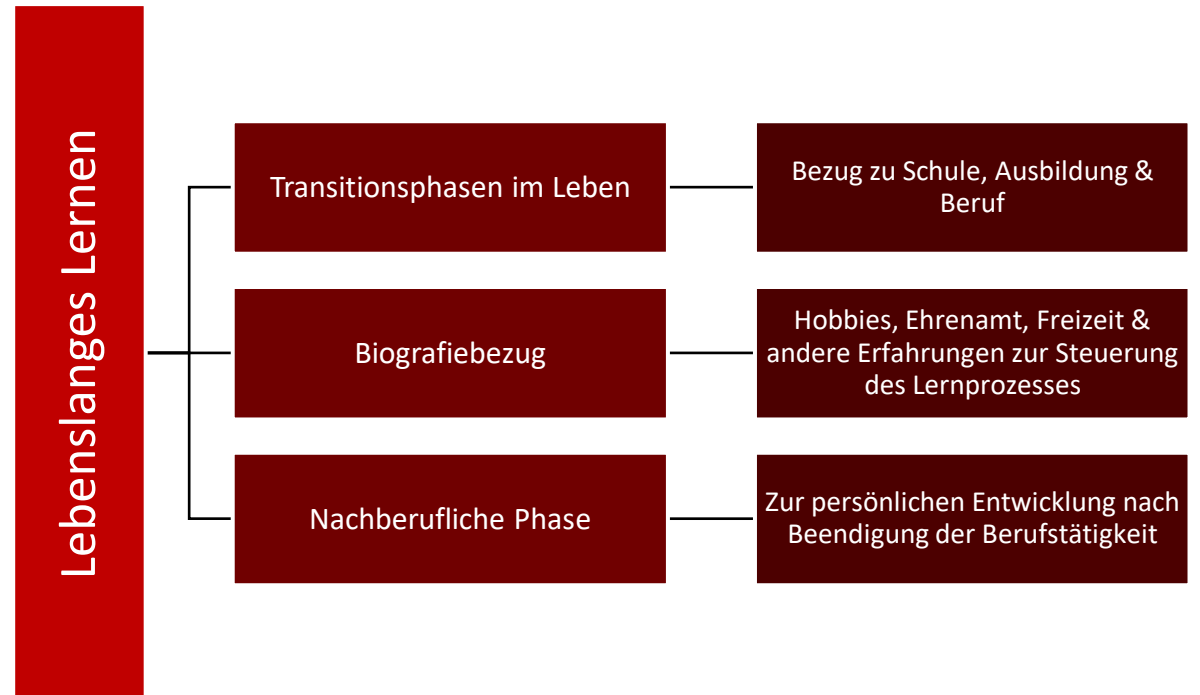 Lebenslanges Lernen
Transitionsphasen im Leben
Bezug zu Schule, Ausbildung &
Beruf
Biografiebezug
Hobbies, Ehrenamt, Freizeit &
andere Erfahrungen zur Steuerung
des Lernprozesses
Nachberufliche Phase
Zur persönlichen Entwicklung nach
Beendigung der Berufstätigkeit